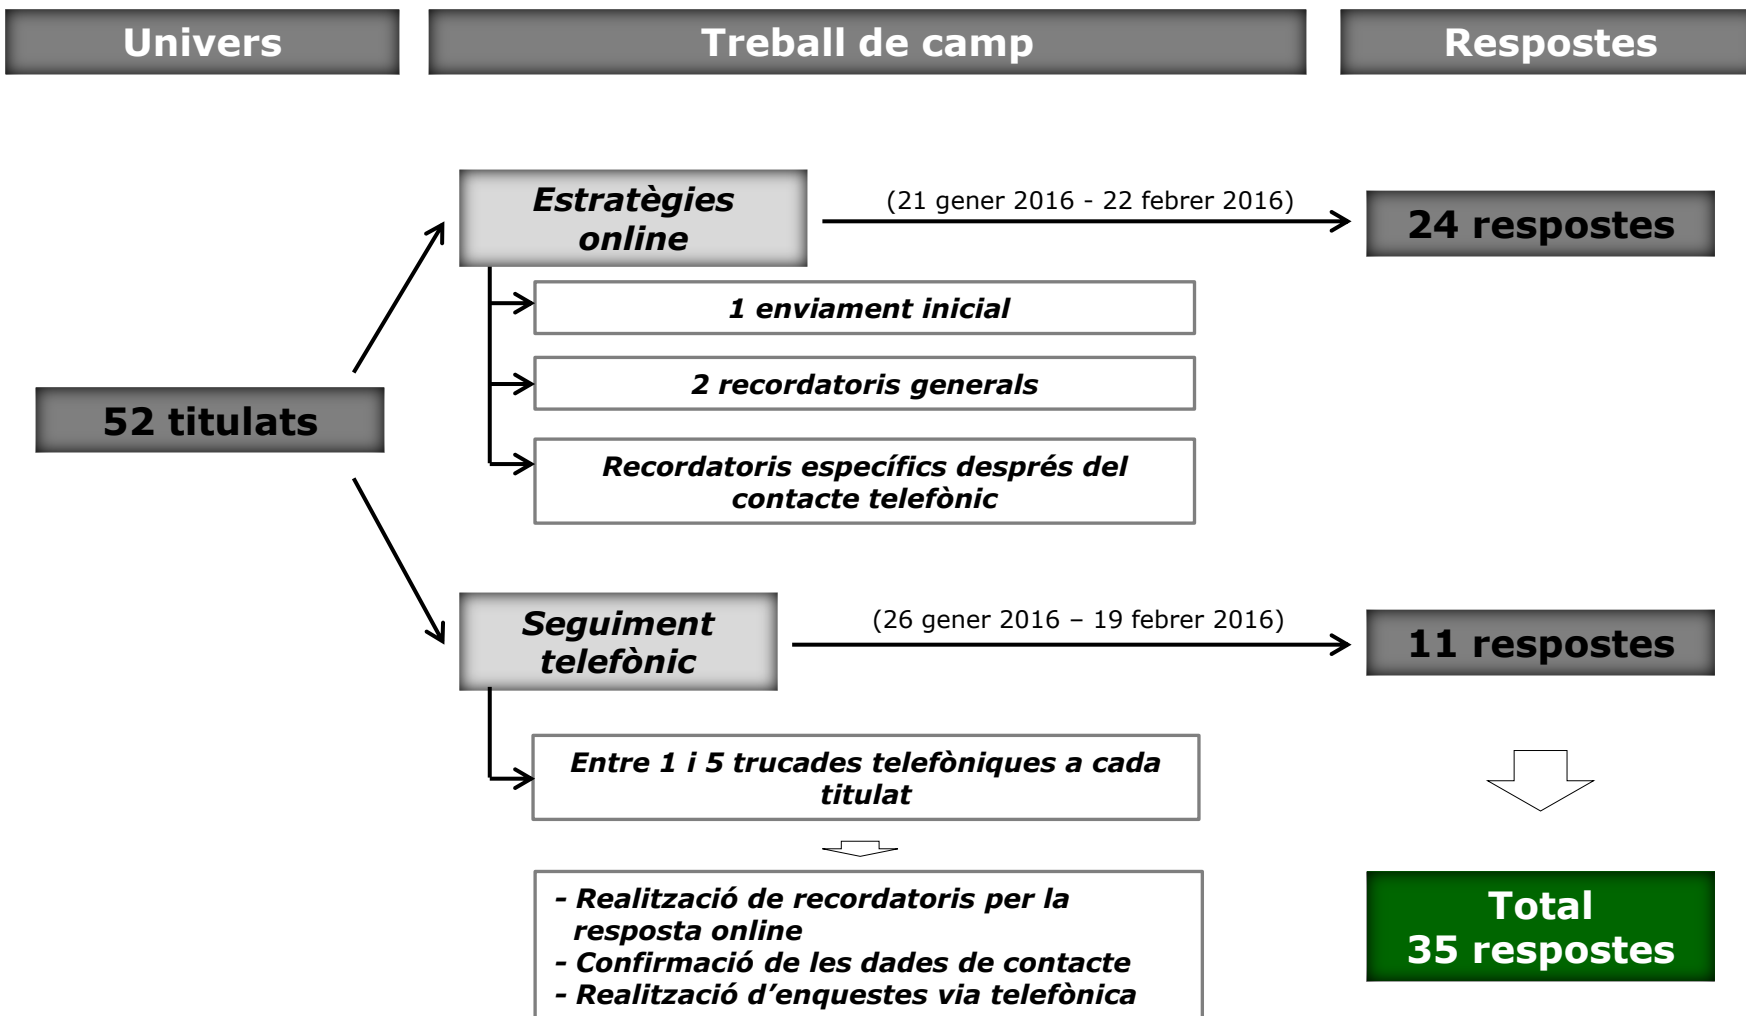 Univers
Treball de camp
Respostes
Estratègies
online
(21 gener 2016 - 22 febrer 2016)
24 respostes
1 enviament inicial
2 recordatoris generals
52 titulats
Recordatoris específics després del
contacte telefònic
Seguiment
telefònic
(26 gener 2016 – 19 febrer 2016)
11 respostes
Entre 1 i 5 trucades telefòniques a cada
titulat
- Realització de recordatoris per la
resposta online
- Confirmació de les dades de contacte
- Realització d’enquestes via telefònica
Total
35 respostes